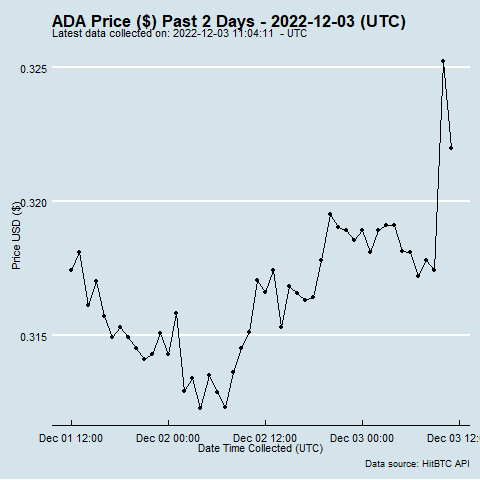 ADA Price ($) Past 2 Days - 2022-12-03 (UTC)
Latest data collected on: 2022-12-03 11:04:11 - UTC
0.325
0.320
Price USD ($)
0.315
Dec 01 12:00 Dec 02 00:00 Dec 02 12:00 Dec 03 00:00 Dec 03 12:
Date Time Collected (UTC)
Data source: HitBTC API